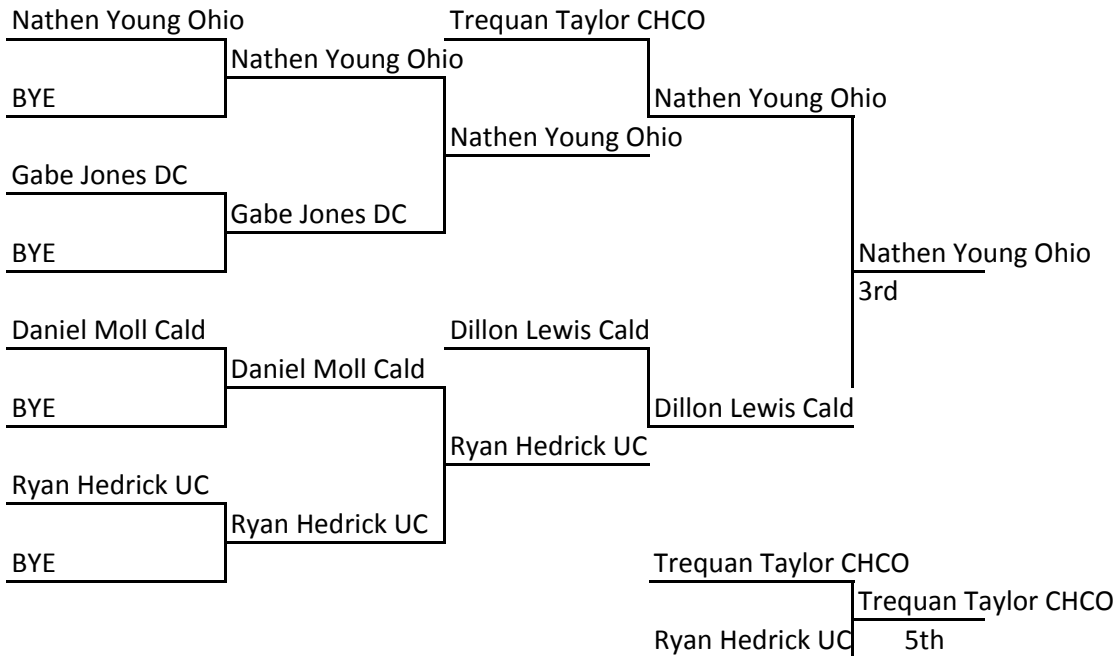 Nathen Young Ohio
Trequan Taylor CHCO
Nathen Young Ohio
BYE
Nathen Young Ohio
Nathen Young Ohio
Gabe Jones DC
Gabe Jones DC
BYE
Nathen Young Ohio
3rd
Daniel Moll Cald
Dillon Lewis Cald
Daniel Moll Cald
BYE
Dillon Lewis Cald
Ryan Hedrick UC
Ryan Hedrick UC
Ryan Hedrick UC
BYE
Trequan Taylor CHCO
Trequan Taylor CHCO
Ryan Hedrick UC
5th